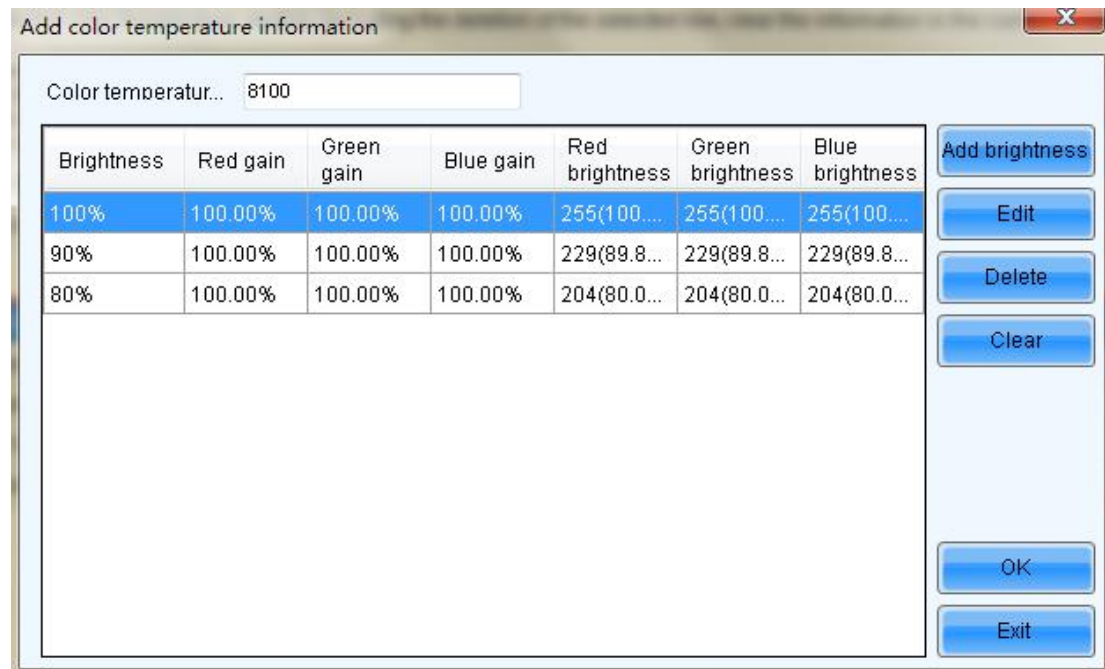 Add color temperature information
X
Color temperatur... 8100
Brightness Red gain Green gain Blue gain Red brightness Green brightness Blue brightness
100% 100.00% 100.00% 100.00% 255(100.... 255(100.... 255(100....
90% 100.00% 100.00% 100.00% 229(89.8... 229(89.8... 229(89.8...
80% 100.00% 100.00% 100.00% 204(80.0... 204(80.0... 204(80.0...
Add brightness
Edit
Delete
Clear
OK
Exit